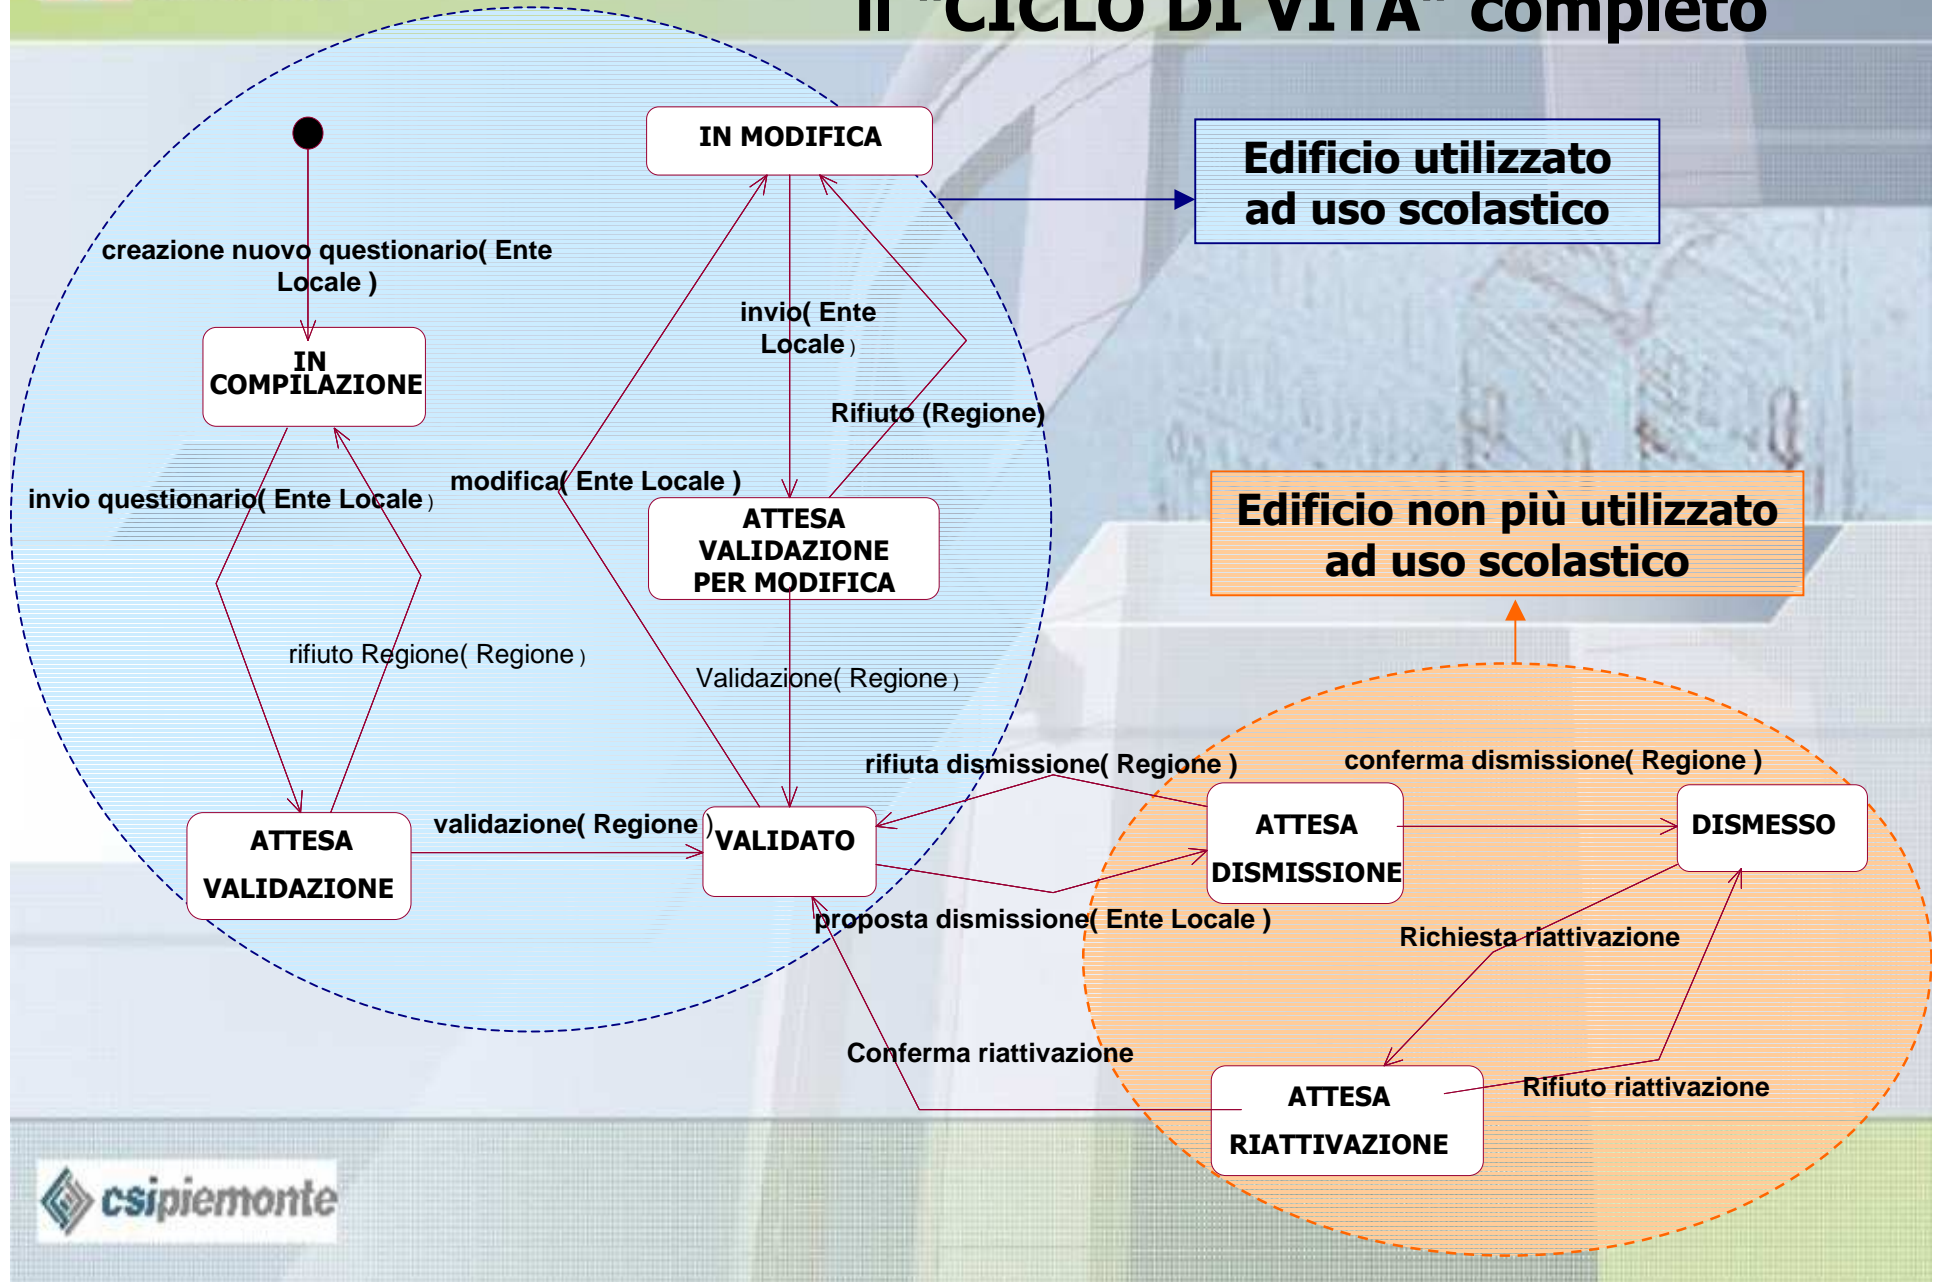 il "CICLO DI VITA" completo
IN MODIFICA
Edificio utilizzato
ad uso scolastico
creazione nuovo questionario( Ente
Locale )
invio( Ente
Locale )
IN
COMPILAZIONE
Rifiuto (Regione)
modifica( Ente Locale )
invio questionario( Ente Locale )
Edificio non più utilizzato
ad uso scolastico
ATTESA
VALIDAZIONE
PER MODIFICA
rifiuto Regione( Regione )
Validazione( Regione )
rifiuta dismissione( Regione )
conferma dismissione( Regione )
validazione( Regione )
ATTESA
VALIDAZIONE
VALIDATO
ATTESA
DISMISSIONE
DISMESSO
proposta dismissione( Ente Locale )
Richiesta riattivazione
Conferma riattivazione
ATTESA
RIATTIVAZIONE
Rifiuto riattivazione
csipiemonte